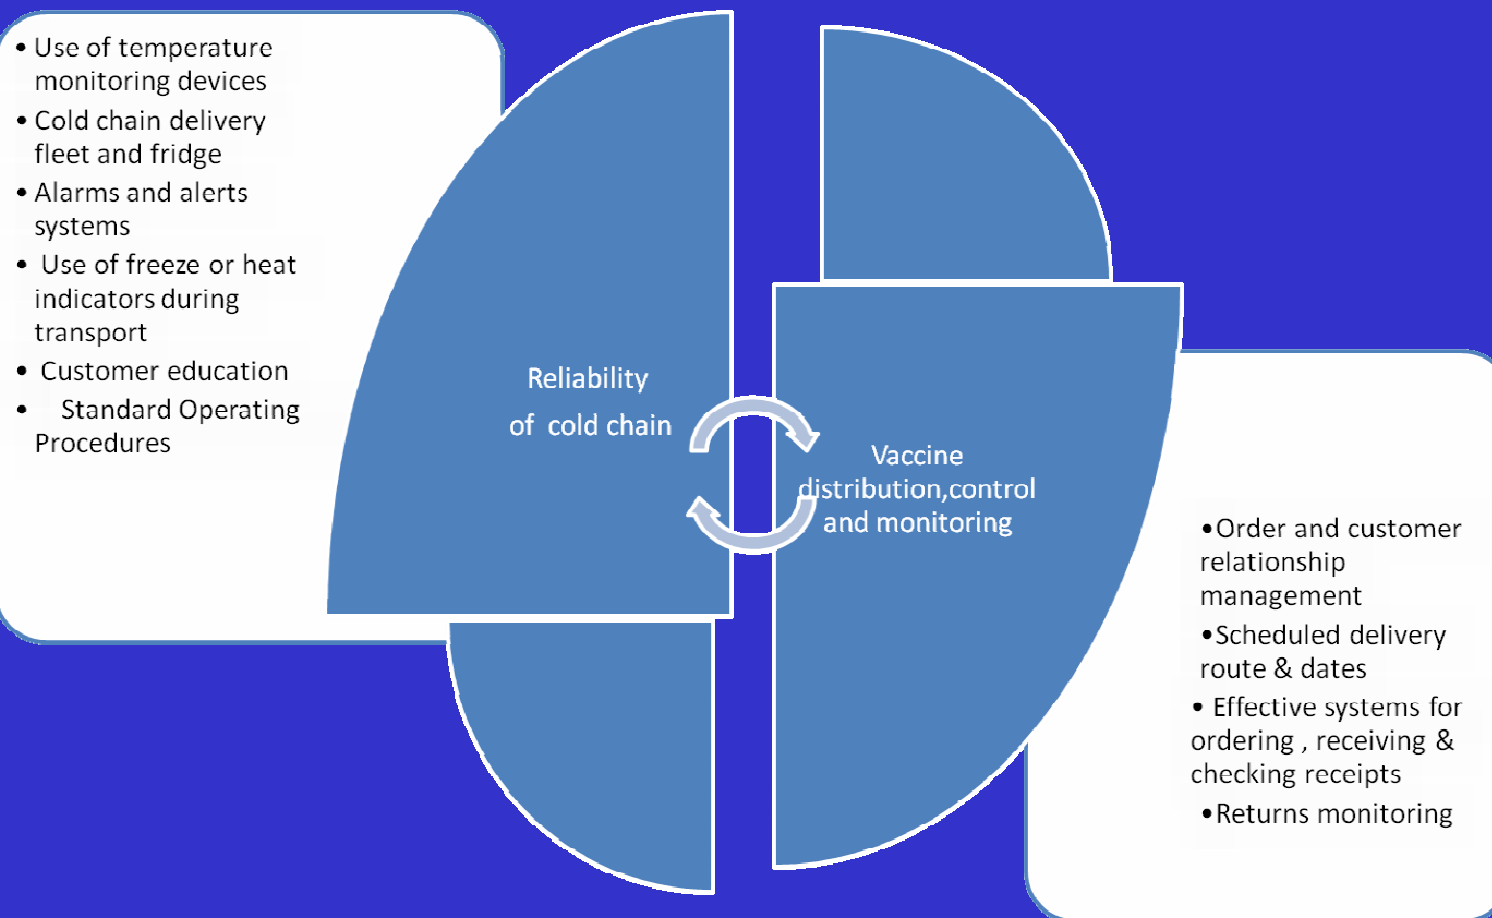 • Use of temperature
monitoring devices
• Cold chain delivery
fleet and fridge
• Alarms and alerts
systems
• Use of freeze or heat
indicators during
transport
• Customer education
• Standard Operating
Procedures
Reliability
of cold chain
Vaccine
distribution,control
and monitoring
•Order and customer
relationship
management
•Scheduled delivery
route & dates
• Effective systems for
ordering , receiving &
checking receipts
•Returns monitoring